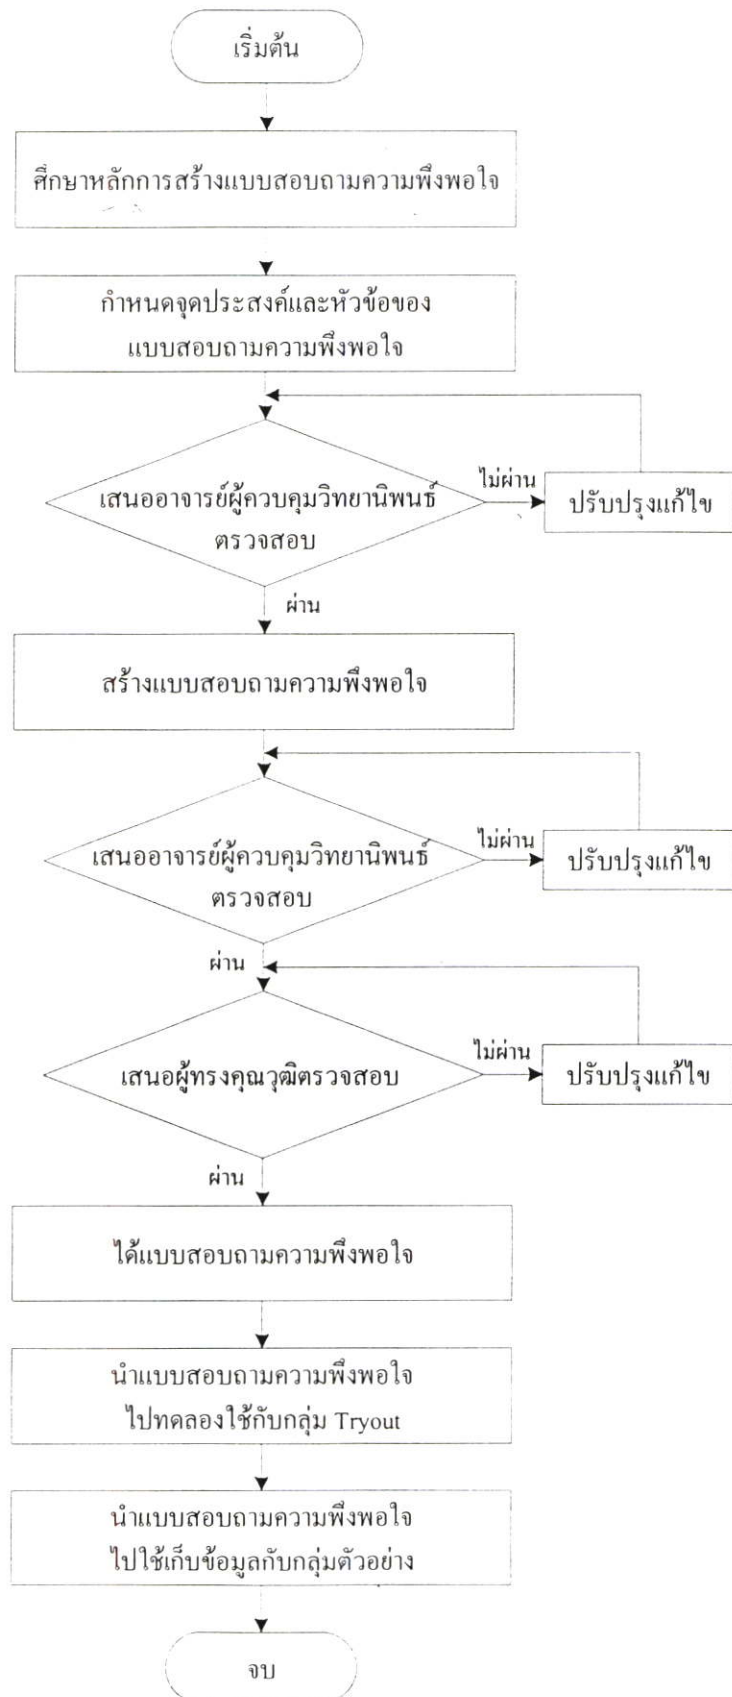 เริ่มต้น
ศึกษาหลักการสร้างแบบสอบถามความพึงพอใจ
กำหนดจุดประสงค์และหัวข้อของ
แบบสอบถามความพึงพอใจ
เสนออาจารย์ผู้ควบคุมวิทยานิพนธ์
ตรวจสอบ
ไม่ผ่าน
ปรับปรุงแก้ไข
ผ่าน
สร้างแบบสอบถามความพึงพอใจ
เสนออาจารย์ผู้ควบคุมวิทยานิพนธ์
ตรวจสอบ
ไม่ผ่าน
ปรับปรุงแก้ไข
ผ่าน
เสนอผู้ทรงคุณวุฒิตรวจสอบ
ไม่ผ่าน
ปรับปรุงแก้ไข
ผ่าน
ได้แบบสอบถามความพึงพอใจ
นำแบบสอบถามความพึงพอใจ
ไปทดลองใช้กับกลุ่ม Tryout
นำแบบสอบถามความพึงพอใจ
ไปใช้เก็บข้อมูลกับกลุ่มตัวอย่าง
จบ